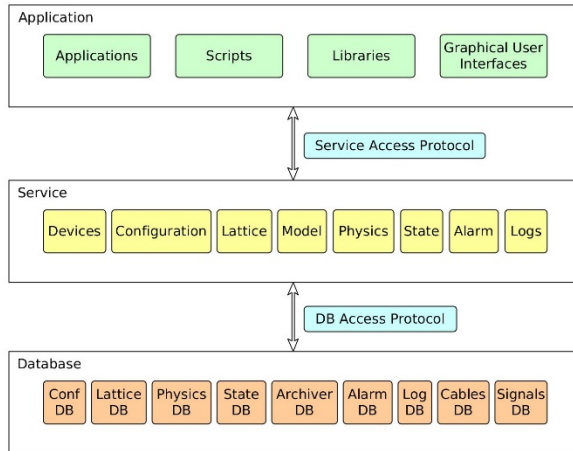 Application
Applications
Scripts
Libraries
Graphical User
Interfaces
Service Access Protocol
Service
Devices
Configuration
Lattice
Model
Physics
State
Alarm
Logs
DB Access Protocol
Database
Conf
DB
Lattice
DB
Physics
DB
State
DB
Archiver
DB
Alarm
DB
Log
DB
Cables
DB
Signals
DB